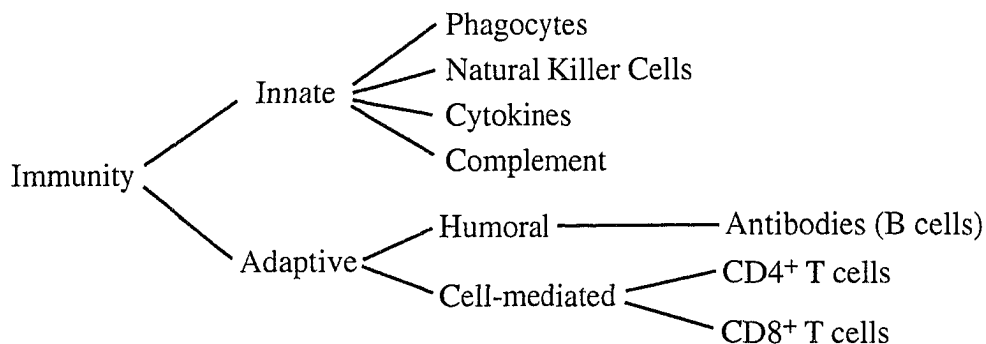 Phagocytes
Natural Killer Cells
Innate
Cytokines
Complement
Immunity
Humoral
Antibodies (B cells)
Adaptive
CD4⁺ T cells
Cell-mediated
CD8⁺ T cells